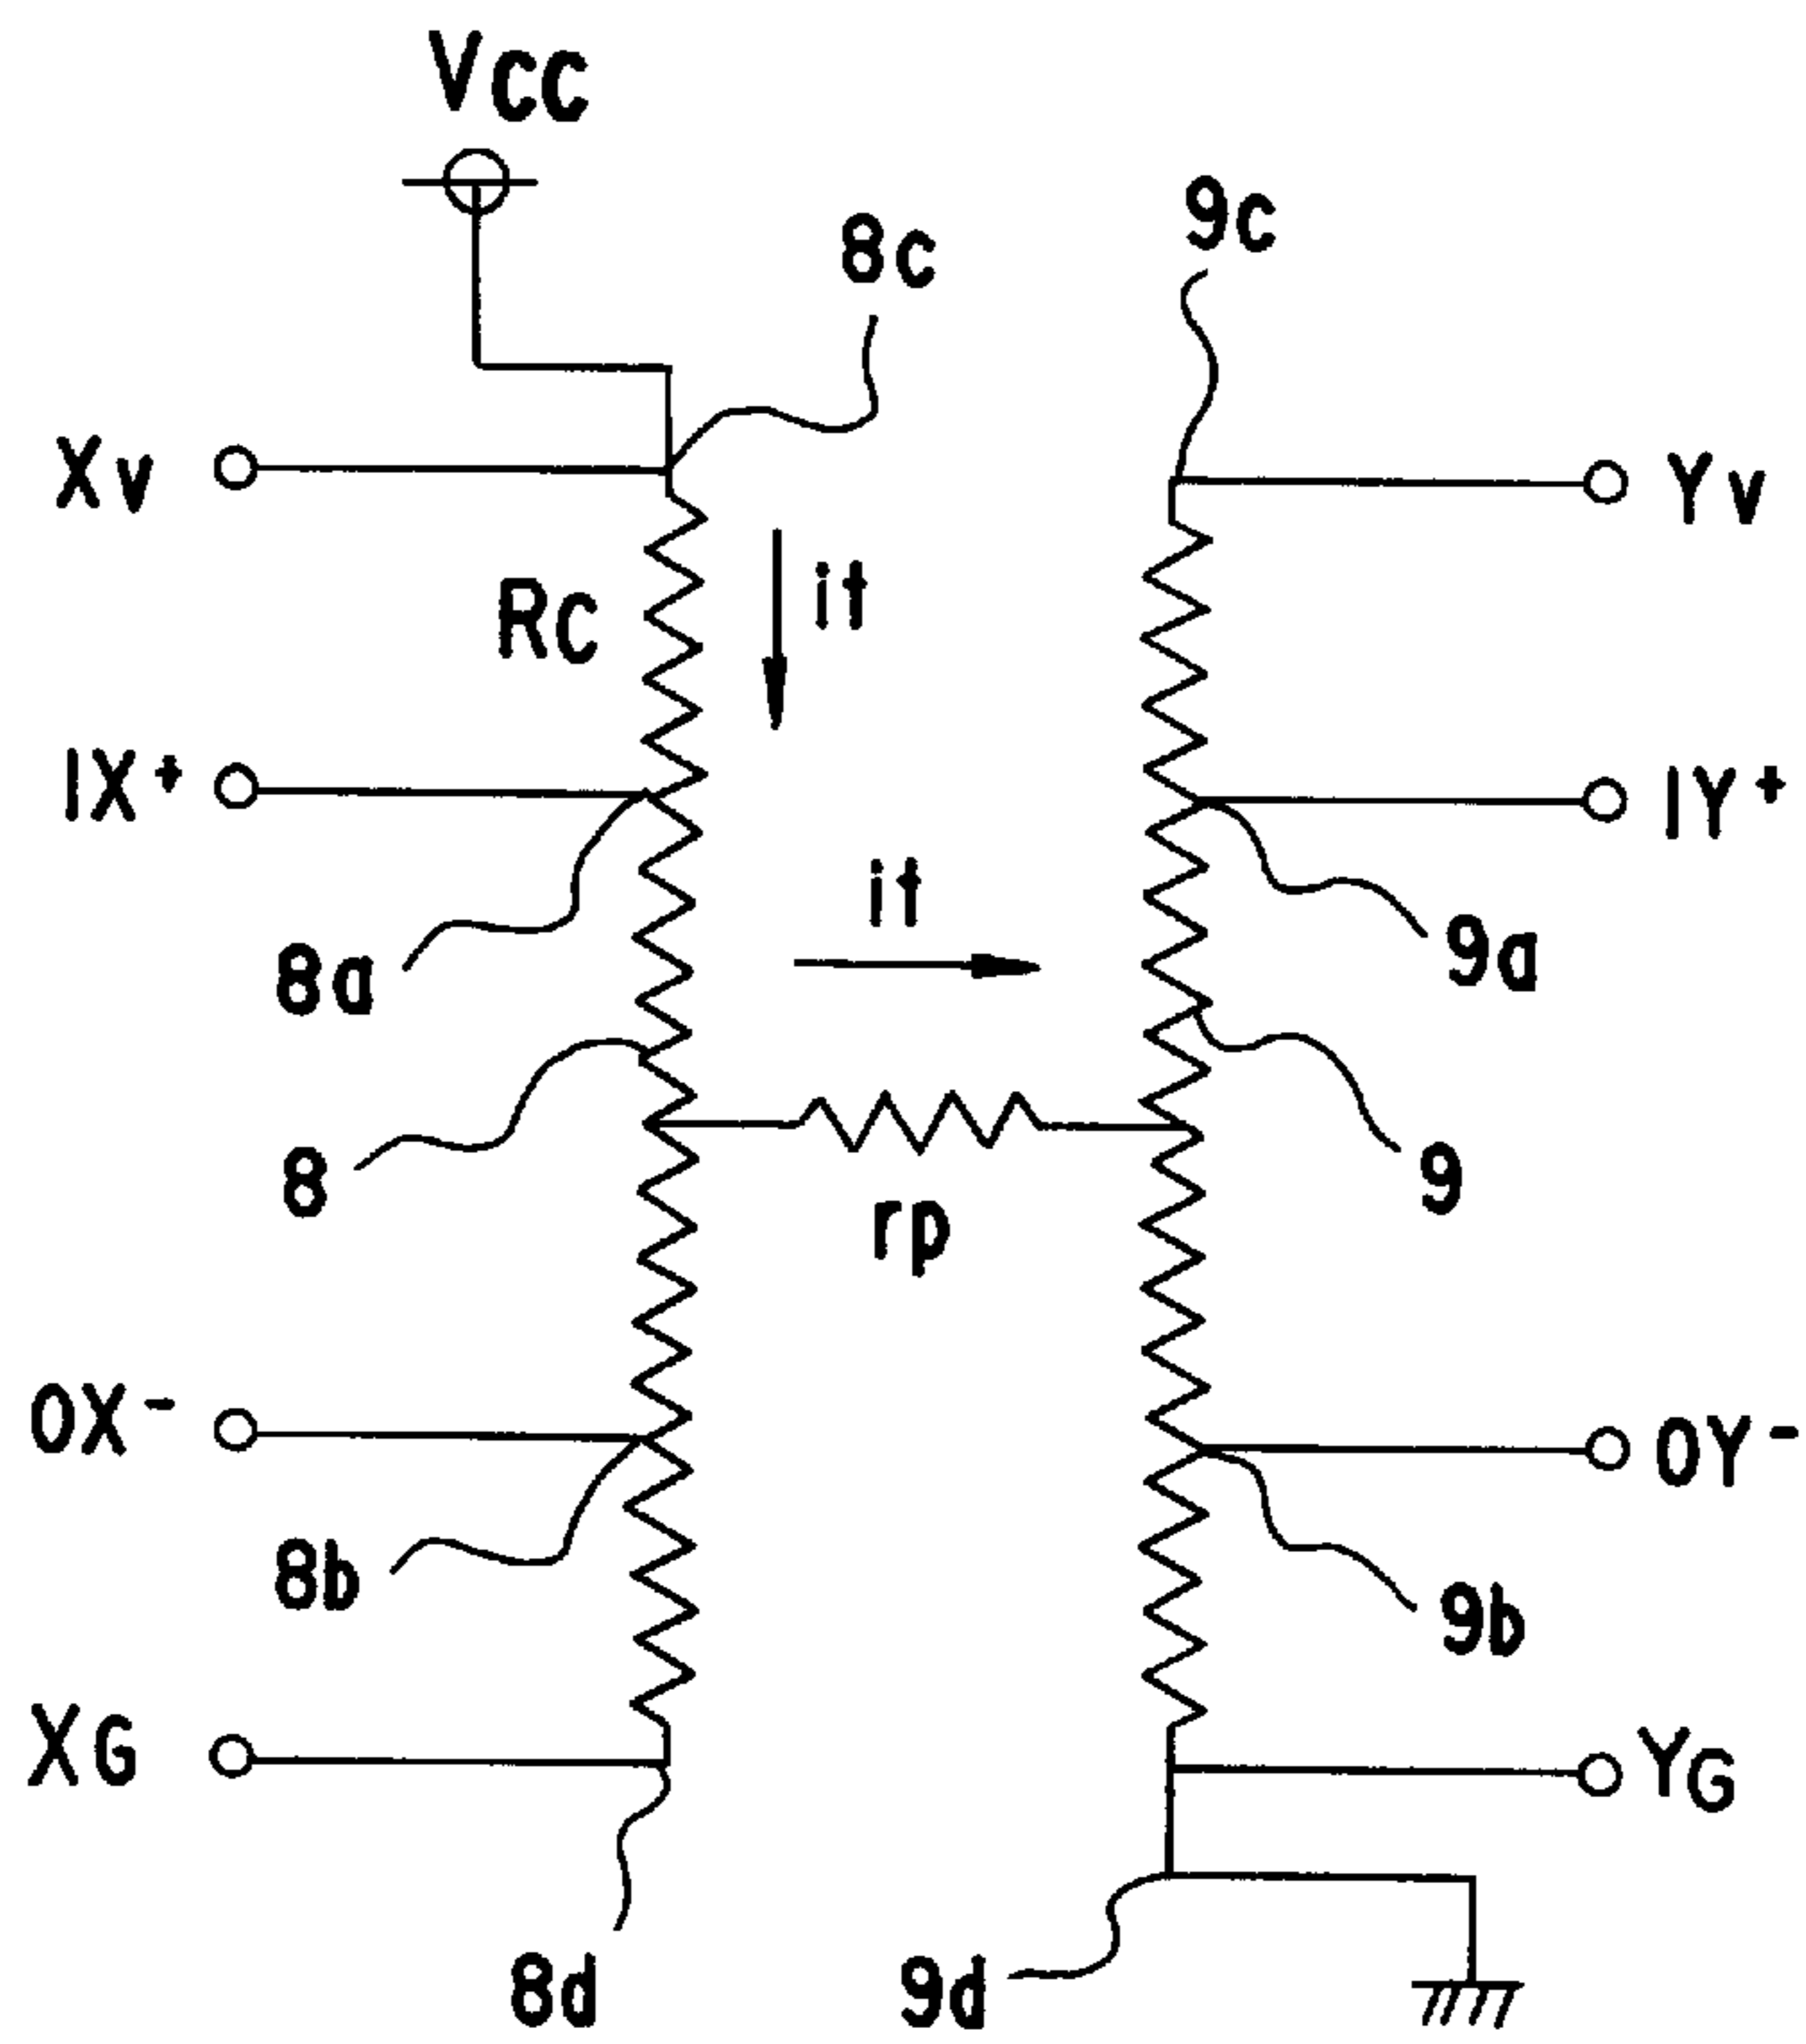 VCC
8c
9c
XV
YV
RC
it
IX+
IY+
it
8a
9a
8
9
rp
OX-
OY-
8b
9b
XG
YG
8d
9d